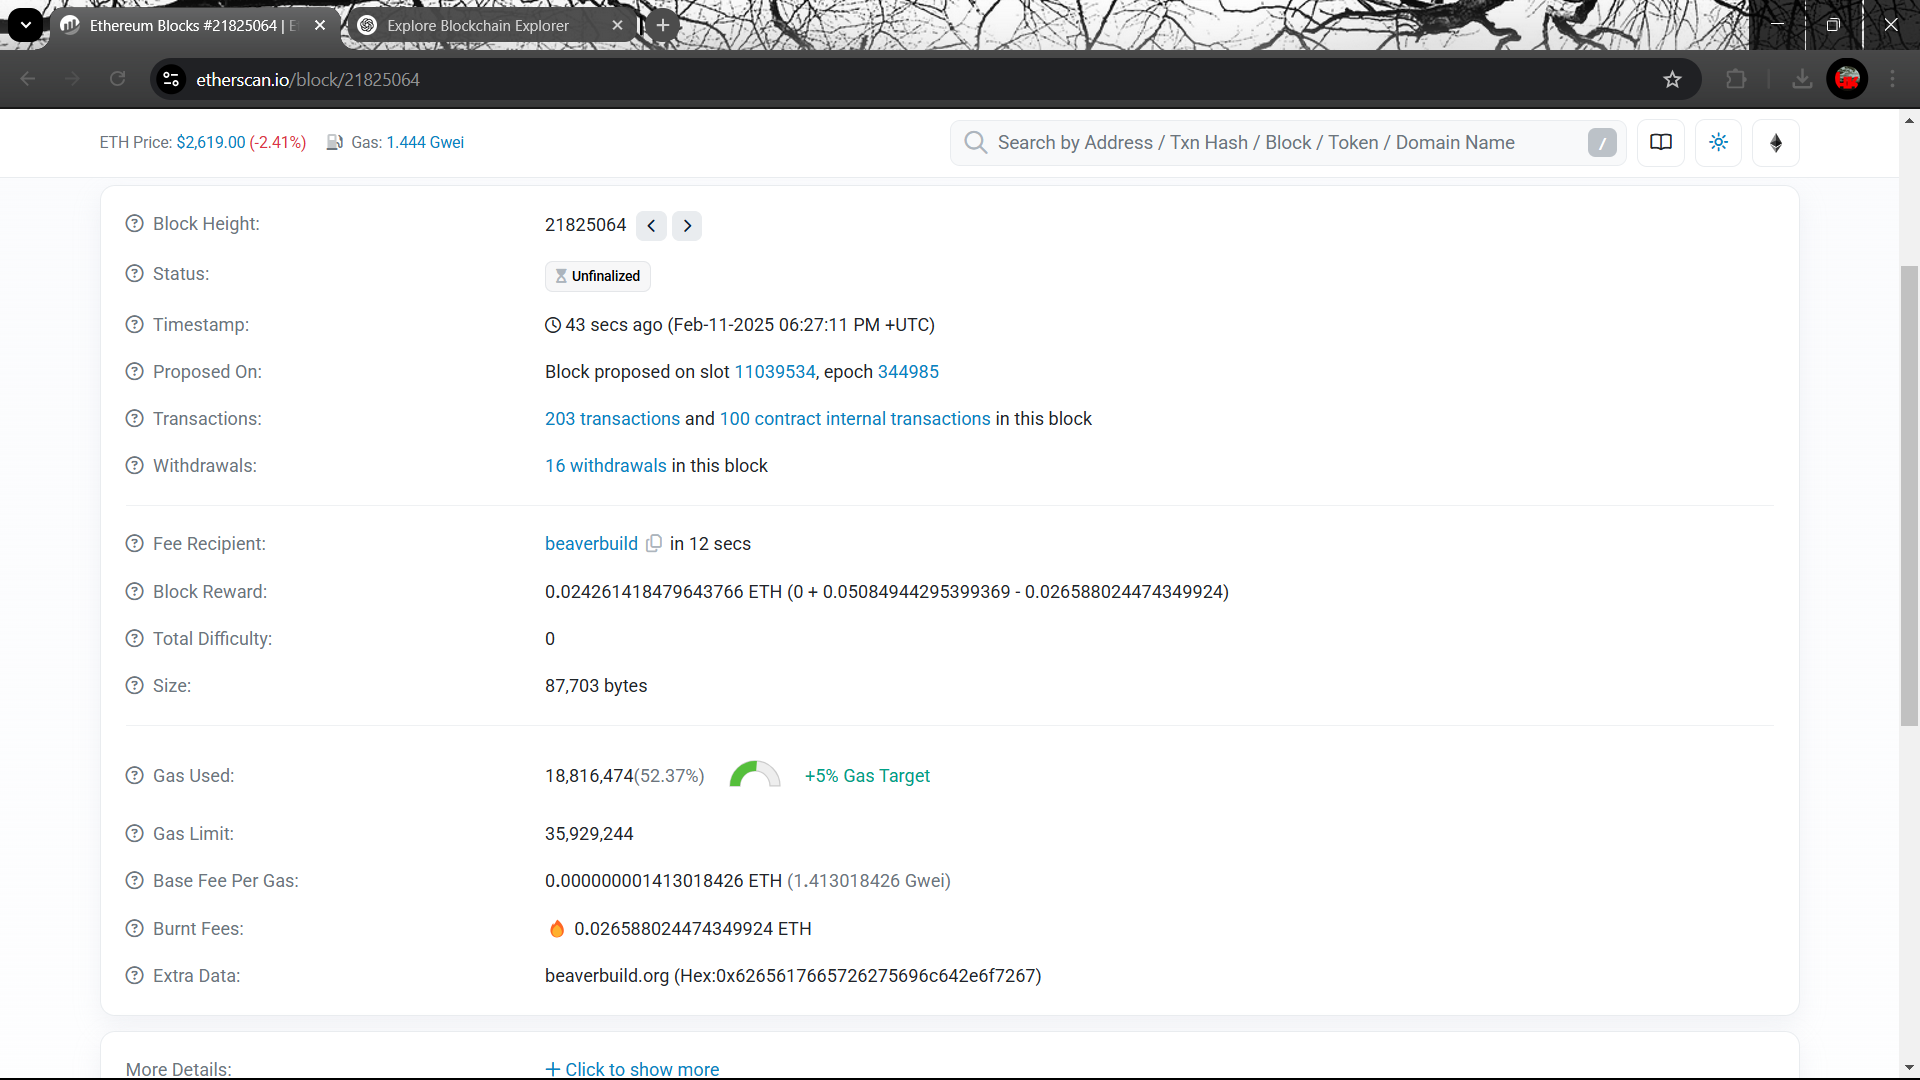 Ethereum Blocks #21825064 | E
Explore Blockchain Explorer
etherscan.io/block/21825064
ETH Price: $2,619.00 (-2.41%) Gas: 1.444 Gwei
Search by Address / Txn Hash / Block / Token / Domain Name /
Block Height: 21825064
Status: Unfinalized
Timestamp: 43 secs ago (Feb-11-2025 06:27:11 PM +UTC)
Proposed On: Block proposed on slot 11039534, epoch 344985
Transactions: 203 transactions and 100 contract internal transactions in this block
Withdrawals: 16 withdrawals in this block
Fee Recipient: beaverbuild in 12 secs
Block Reward: 0.024261418479643766 ETH (0 + 0.05084944295399369 - 0.026588024474349924)
Total Difficulty: 0
Size: 87,703 bytes
Gas Used: 18,816,474(52.37%) +5% Gas Target
Gas Limit: 35,929,244
Base Fee Per Gas: 0.000000001413018426 ETH (1.413018426 Gwei)
Burnt Fees: 0.026588024474349924 ETH
Extra Data: beaverbuild.org (Hex:0x6265617665726275696c642e6f7267)
More Details: + Click to show more